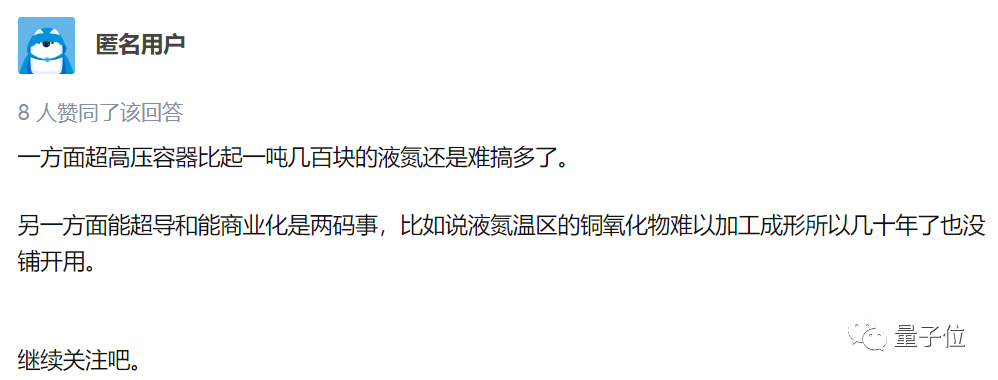 匿名用户
8 人赞同了该回答
一方面超高压容器比起一吨几百块的液氮还是难搞多了。
另一方面能超导和能商业化是两码事，比如说液氮温区的铜氧化物难以加工成形所以几十年了也没
铺开用。
继续关注吧。
量子位